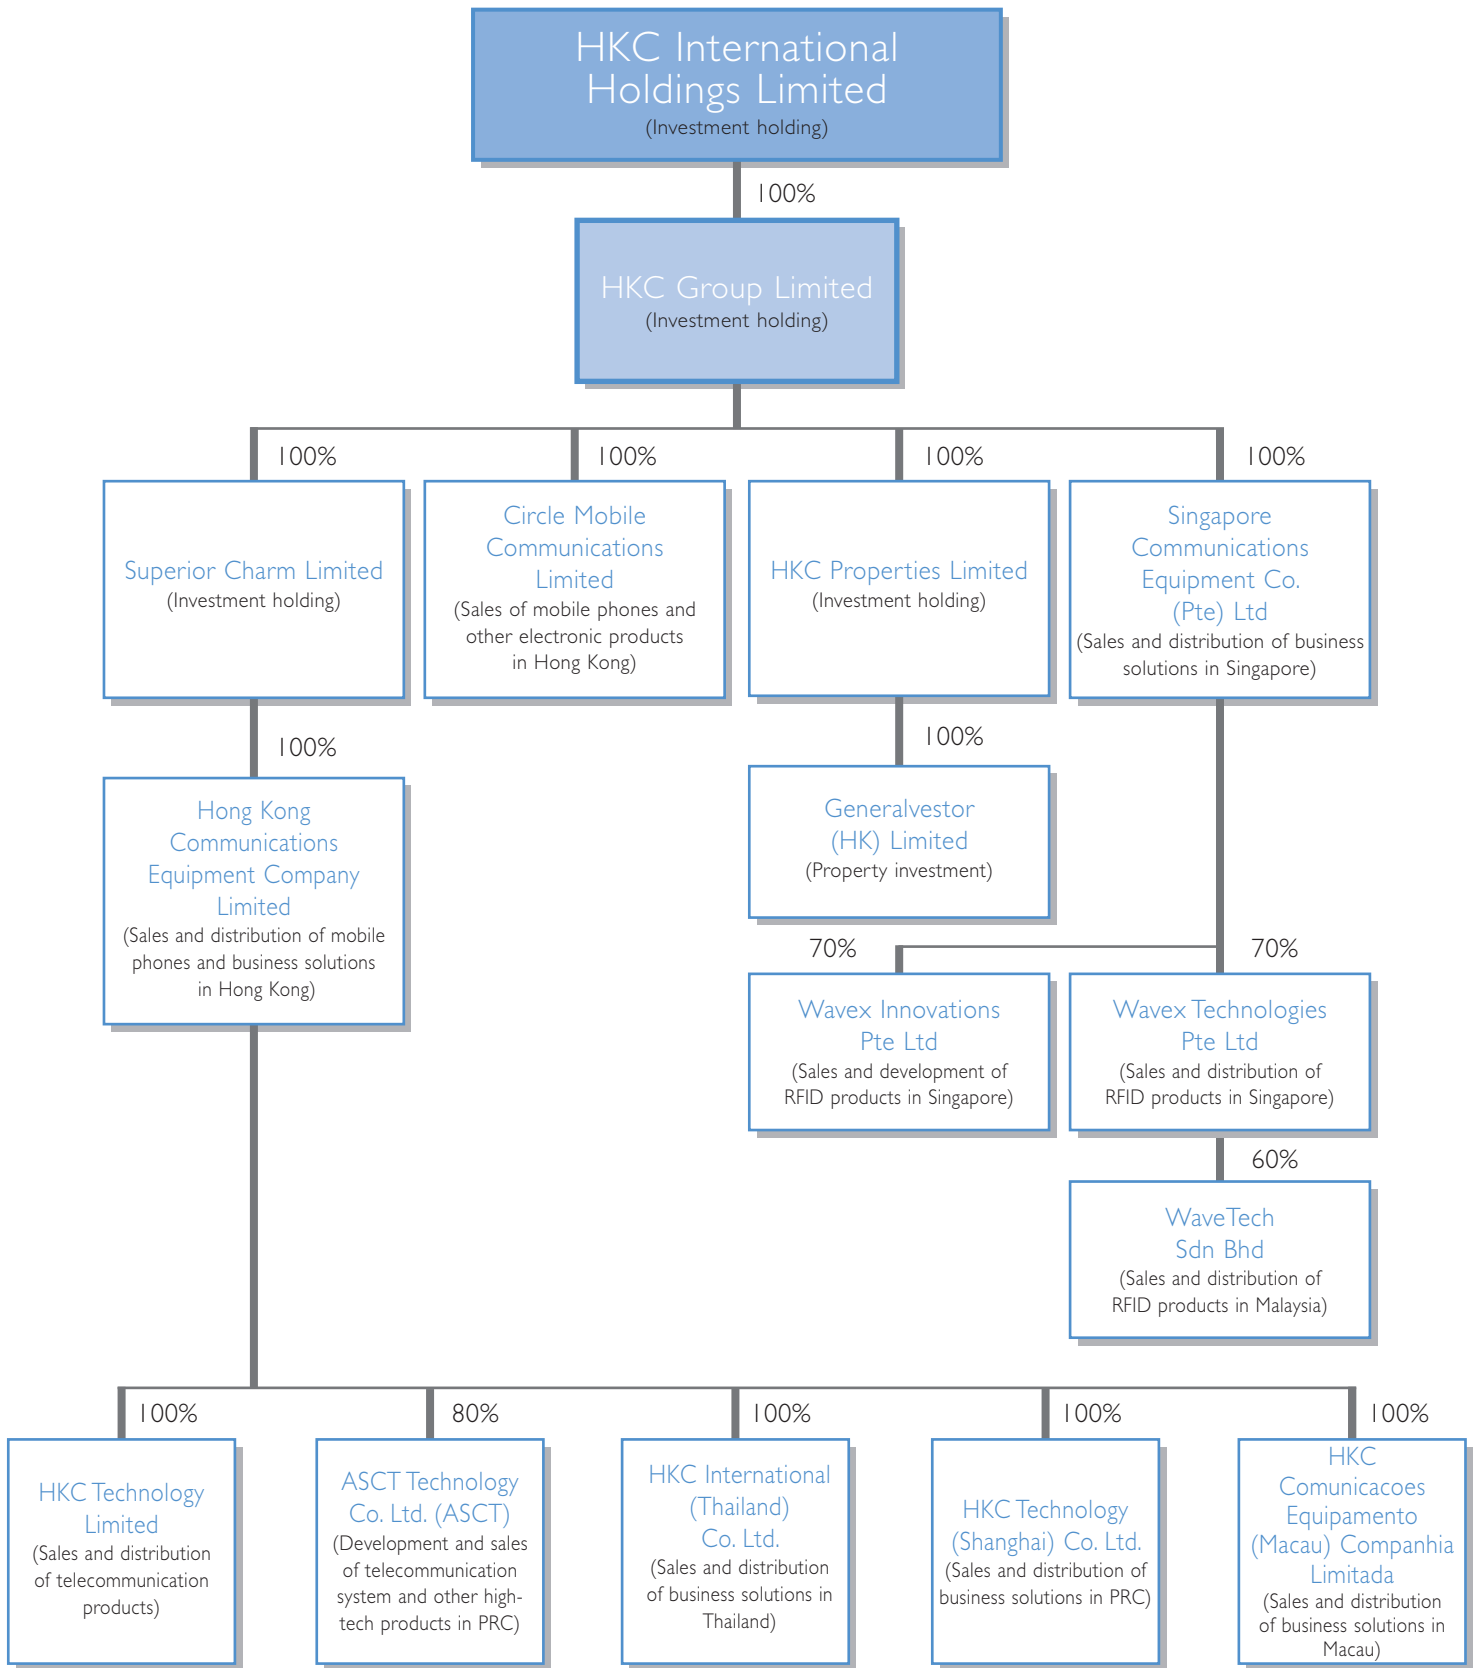 HKC International
Holdings Limited
(Investment holding)
100%
HKC Group Limited
(Investment holding)
100%
100%
100%
100%
Superior Charm Limited
(Investment holding)
Circle Mobile
Communications
Limited
(Sales of mobile phones and
other electronic products
in Hong Kong)
HKC Properties Limited
(Investment holding)
Singapore
Communications
Equipment Co.
(Pte) Ltd
(Sales and distribution of business
solutions in Singapore)
100%
100%
Hong Kong
Communications
Equipment Company
Limited
(Sales and distribution of mobile
phones and business solutions
in Hong Kong)
Generalvestor
(HK) Limited
(Property investment)
70%
70%
Wavex Innovations
Pte Ltd
(Sales and development of
RFID products in Singapore)
Wavex Technologies
Pte Ltd
(Sales and distribution of
RFID products in Singapore)
60%
WaveTech
Sdn Bhd
(Sales and distribution of
RFID products in Malaysia)
100%
80%
100%
100%
100%
HKC Technology
Limited
(Sales and distribution
of telecommunication
products)
ASCT Technology
Co. Ltd. (ASCT)
(Development and sales
of telecommunication
system and other high-
tech products in PRC)
HKC International
(Thailand)
Co. Ltd.
(Sales and distribution
of business solutions in
Thailand)
HKC Technology
(Shanghai) Co. Ltd.
(Sales and distribution of
business solutions in PRC)
HKC
Comunicacoes
Equipamento
(Macau) Companhia
Limitada
(Sales and distribution
of business solutions in
Macau)